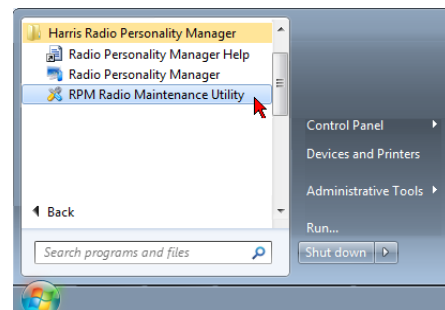 Harris Radio Personality Manager
Radio Personality Manager Help
Radio Personality Manager
RPM Radio Maintenance Utility
Back
Search programs and files
Control Panel
Devices and Printers
Administrative Tools
Run...
Shut down